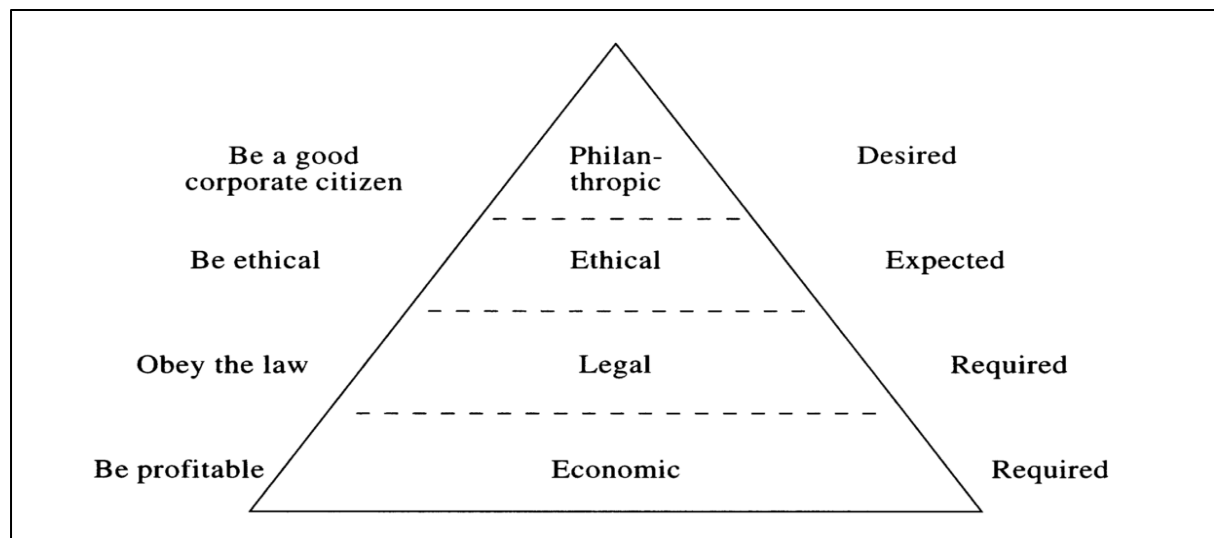 Be a good
corporate citizen
Philan-
thropic
Desired
Be ethical
Ethical
Expected
Obey the law
Legal
Required
Be profitable
Economic
Required